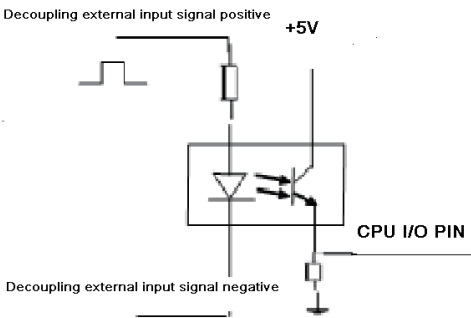 Decoupling external input signal positive
+5V
CPU I/O PIN
Decoupling external input signal negative